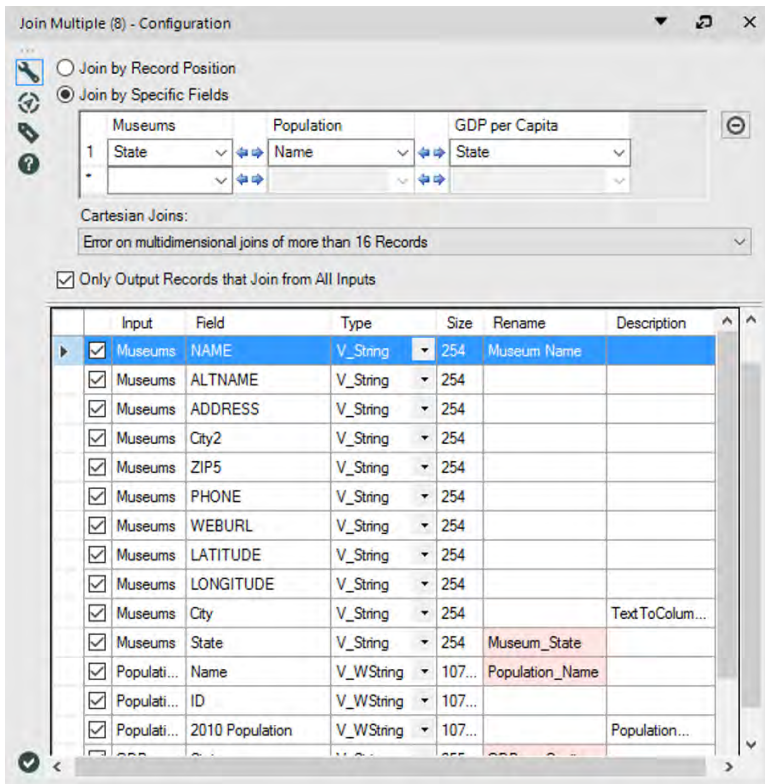 Join Multiple (8) - Configuration
Join by Record Position
Join by Specific Fields
Museums Population GDP per Capita
1 State Name State
*
Cartesian Joins:
Error on multidimensional joins of more than 16 Records
Only Output Records that Join from All Inputs
Input Field Type Size Rename Description
Museums NAME V_String 254 Museum Name
Museums ALTNAME V_String 254
Museums ADDRESS V_String 254
Museums City2 V_String 254
Museums ZIP5 V_String 254
Museums PHONE V_String 254
Museums WEBURL V_String 254
Museums LATITUDE V_String 254
Museums LONGITUDE V_String 254
Museums City V_String 254 TextToColum...
Museums State V_String 254 Museum_State
Populati... Name V_WString 107... Population_Name
Populati... ID V_WString 107...
Populati... 2010 Population V_WString 107... Population...